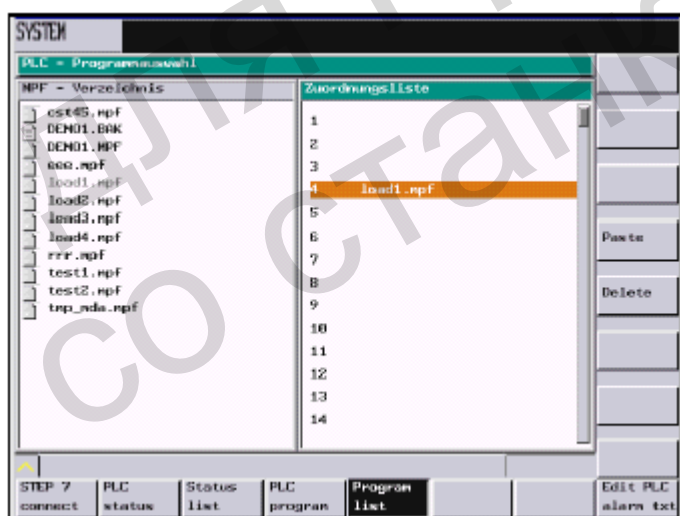 SYSTEM
PLC - Programmauswahl
MPF - Verzeichnis
cst45.mpf
DEMO1.BAK
DEMO1.MPF
eee.mpf
load1.mpf
load2.mpf
load3.mpf
load4.mpf
rrr.mpf
test1.mpf
test2.mpf
tmp_mda.mpf
Zuordnungsliste
1
2
3
4 load1.mpf
5
6
7
8
9
10
11
12
13
14
Paste
Delete
STEP 7
connect
PLC
status
Status
list
PLC
program
Program
list
Edit PLC
alarm txt
со станк